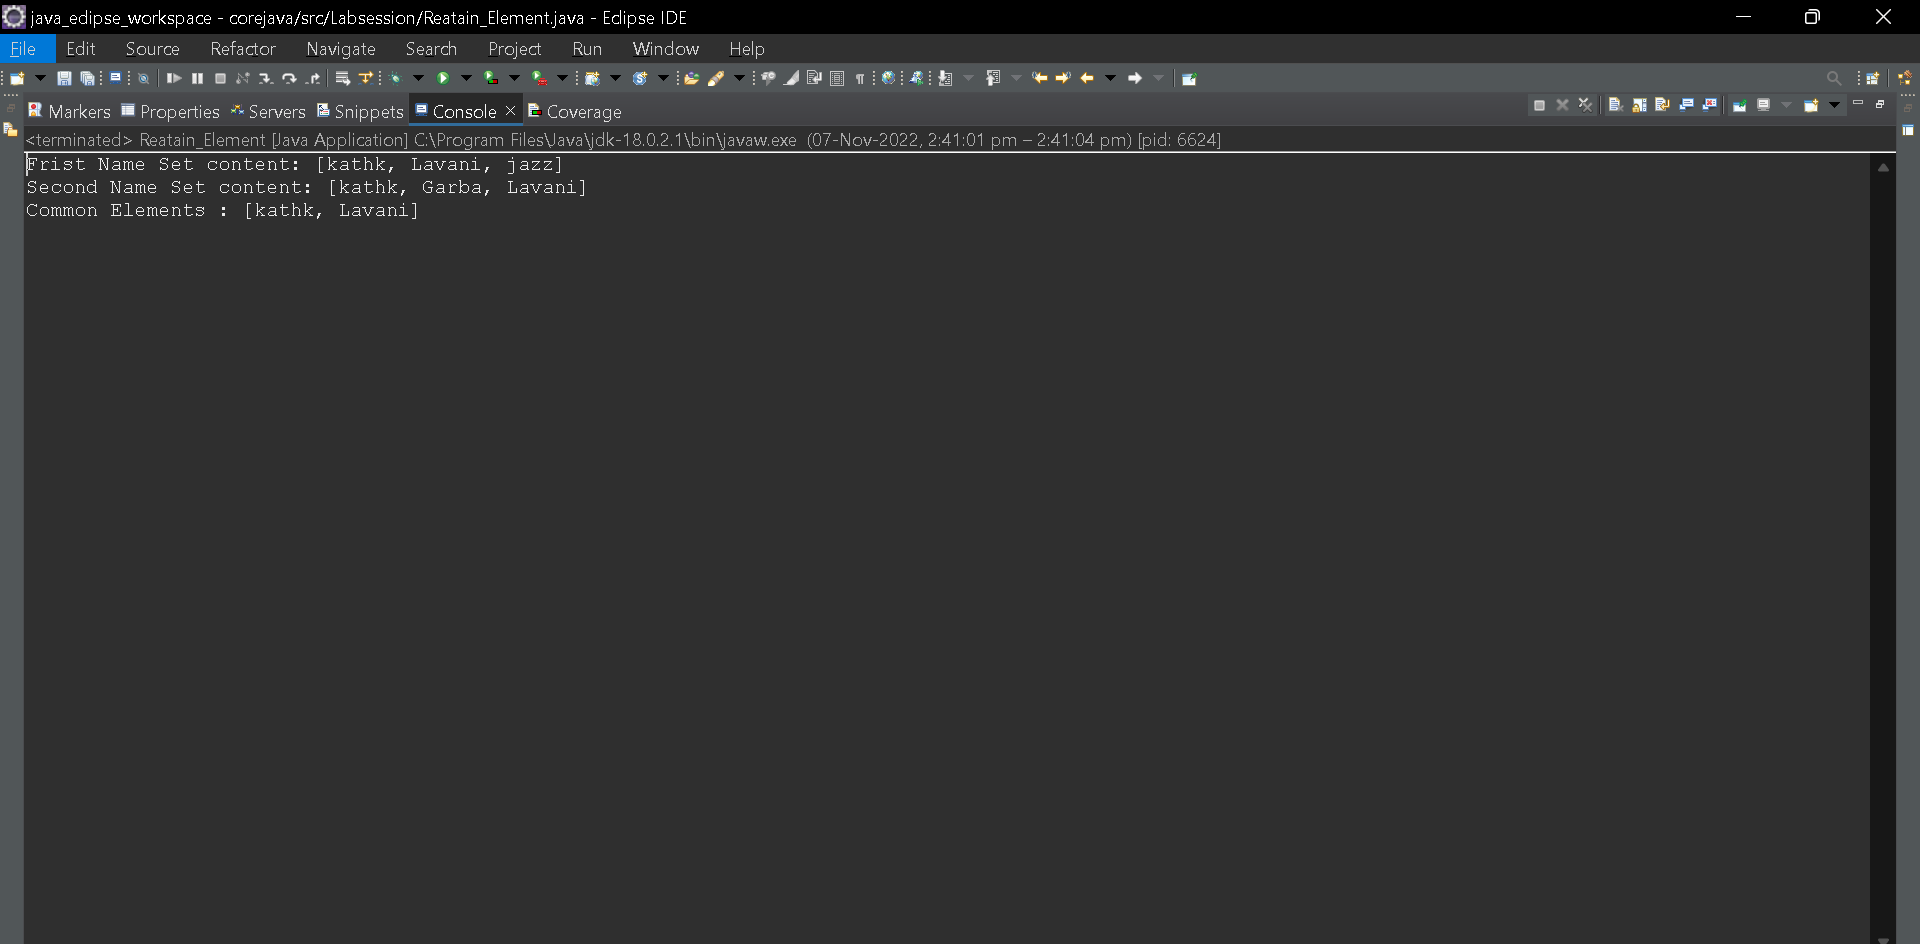 java_eclipse_workspace - corejava/src/Labsession/Reatain_Element.java - Eclipse IDE
File Edit Source Refactor Navigate Search Project Run Window Help
Markers Properties Servers Snippets Console Coverage
<terminated> Reatain_Element [Java Application] C:\Program Files\Java\jdk-18.0.2.1\bin\javaw.exe (07-Nov-2022, 2:41:01 pm – 2:41:04 pm) [pid: 6624]
Frist Name Set content: [kathk, Lavani, jazz]
Second Name Set content: [kathk, Garba, Lavani]
Common Elements : [kathk, Lavani]